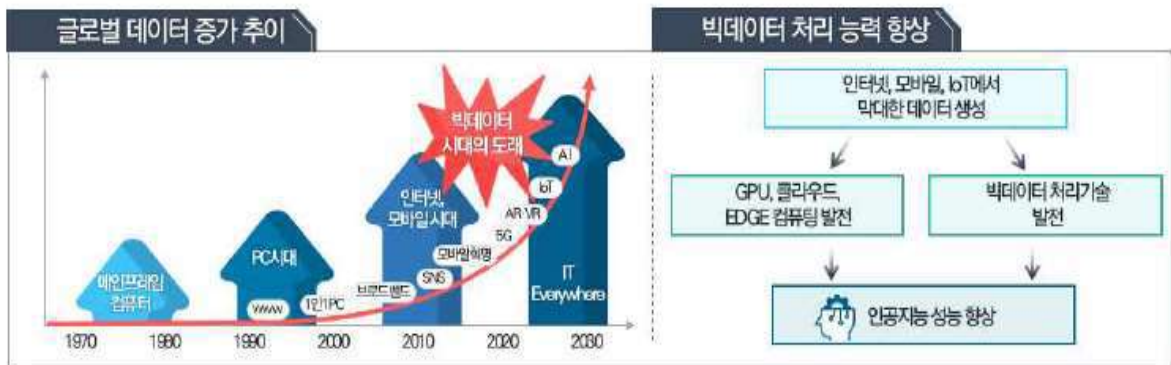 글로벌 데이터 증가 추이
빅데이터
시대의 도래
AI
IoT
AR·VR
5G
모바일혁명
SNS
브로드밴드
1인1PC
www
메인프레임
컴퓨터
PC시대
인터넷,
모바일시대
IT
Everywhere
1970
1980
1990
2000
2010
2020
2030
빅데이터 처리 능력 향상
인터넷, 모바일, IoT에서
막대한 데이터 생성
GPU, 클라우드,
EDGE 컴퓨팅 발전
빅데이터 처리기술
발전
인공지능 성능 향상